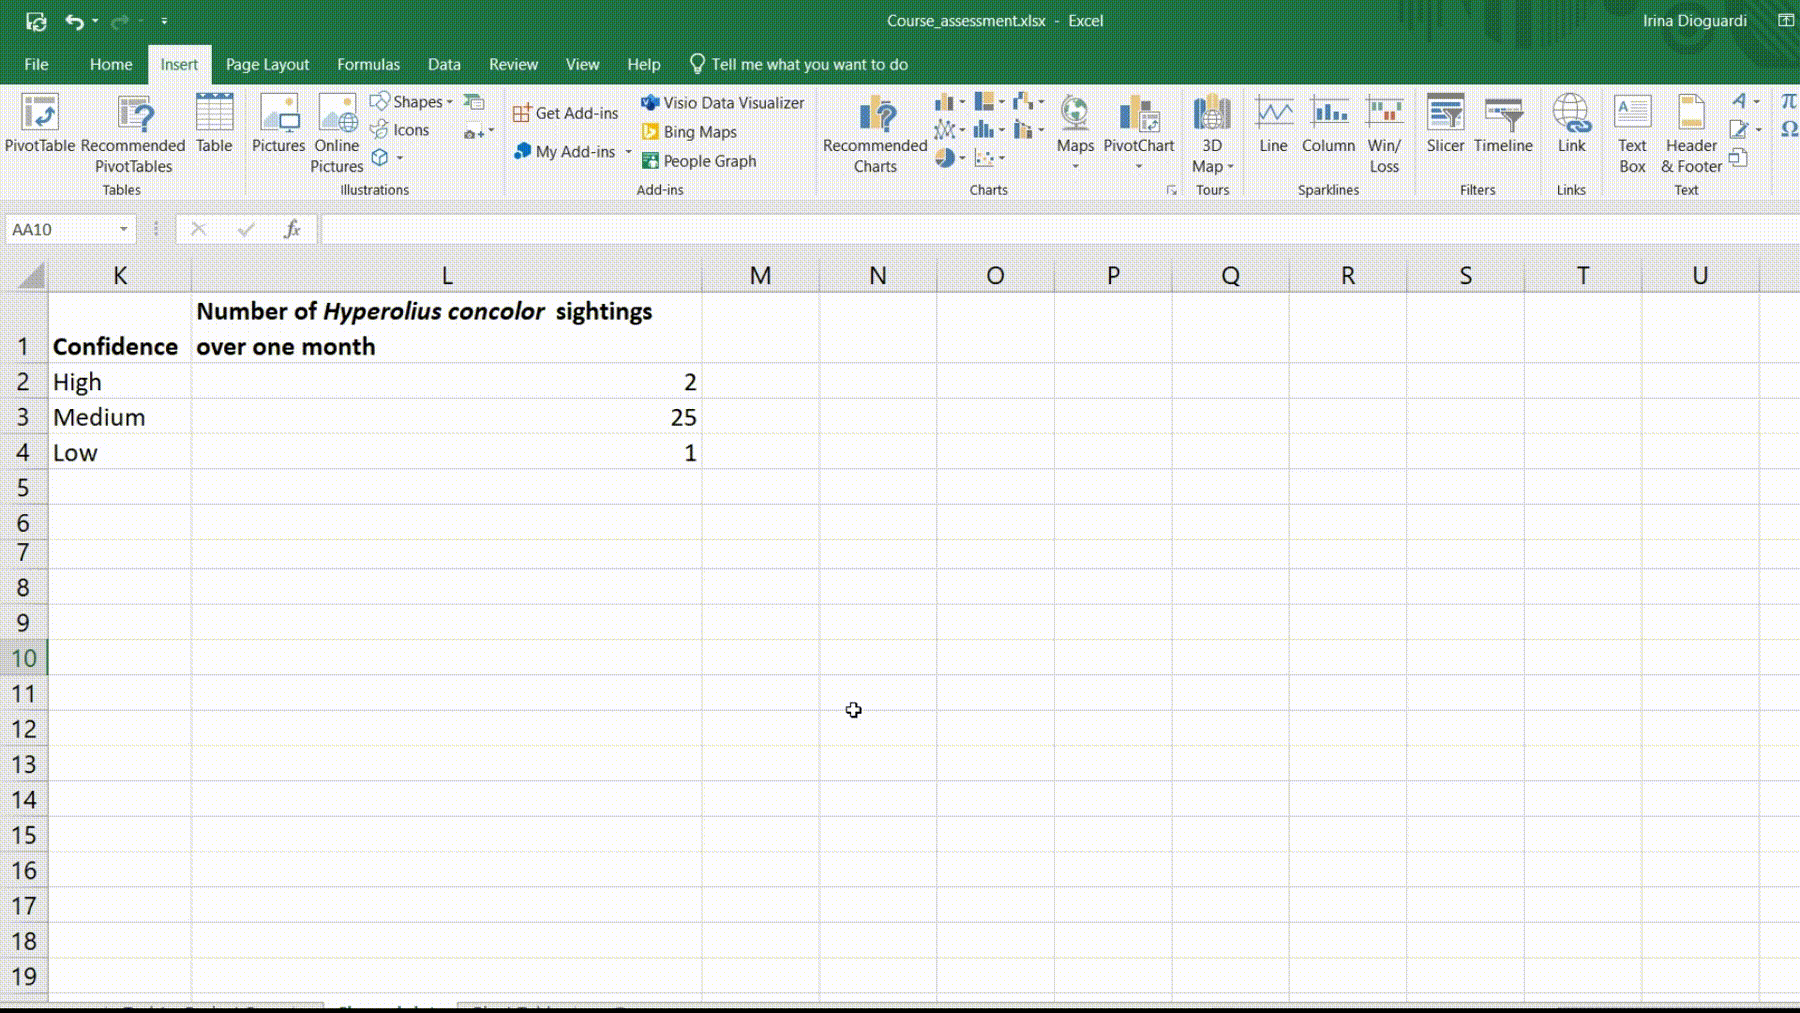 Course_assessment.xlsx - Excel
Irina Dioguardi
File Home Insert Page Layout Formulas Data Review View Help Tell me what you want to do
PivotTable
Recommended
PivotTables
Table
Tables
Pictures
Online
Pictures
Shapes
Icons
Illustrations
Get Add-ins
My Add-ins
Visio Data Visualizer
Bing Maps
People Graph
Add-ins
Recommended
Charts
Maps
PivotChart
Charts
3D
Map
Tours
Line
Column
Win/
Loss
Sparklines
Slicer
Timeline
Filters
Link
Links
Text
Box
Header
& Footer
Text
π
Ω
AA10
fx
K L M N O P Q R S T U
Number of Hyperolius concolor sightings
1 Confidence over one month
2 High 2
3 Medium 25
4 Low 1
5
6
7
8
9
10
11
12
13
14
15
16
17
18
19